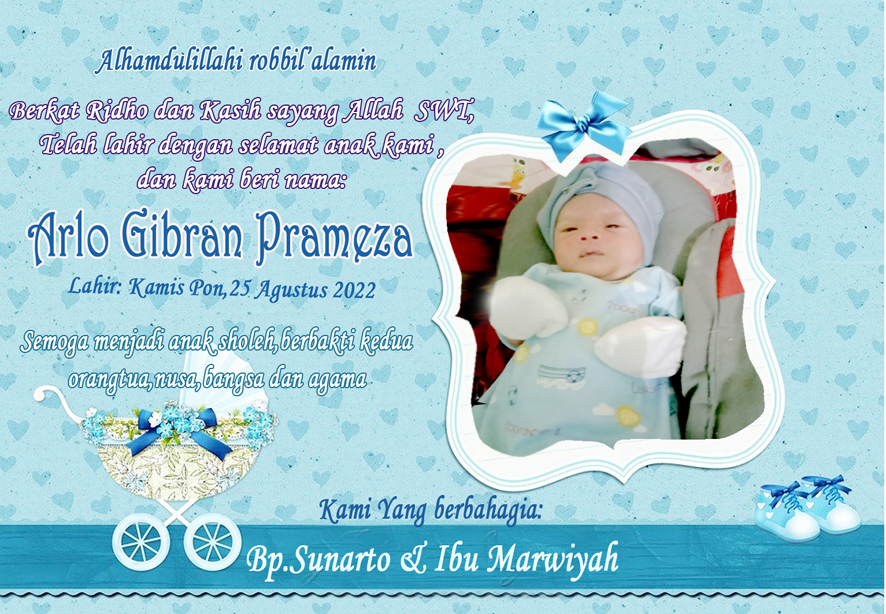 Alhamdulillahi robbil'alamin
Berkat Ridho dan Kasih sayang Allah SWT,
Telah lahir dengan selamat anak kami ,
dan kami beri nama:
Arlo Gibran Prameza
Lahir: Kamis Pon,25 Agustus 2022
Semoga menjadi anak sholeh,berbakti kedua
orangtua,nusa,bangsa dan agama
Kami Yang berbahagia:
Bp.Sunarto & Ibu Marwiyah